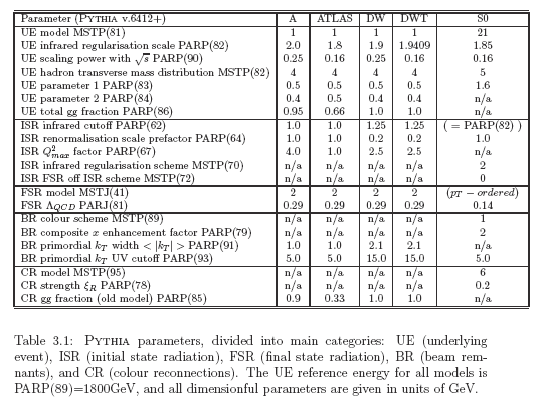 Parameter (PYTHIA v.6412+) A ATLAS DW DWT S0
UE model MSTP(81) 1 1 1 1 21
UE infrared regularisation scale PARP(82) 2.0 1.8 1.9 1.9409 1.85
UE scaling power with √s PARP(90) 0.25 0.16 0.25 0.16 0.16
UE hadron transverse mass distribution MSTP(82) 4 4 4 4 5
UE parameter 1 PARP(83) 0.5 0.5 0.5 0.5 1.6
UE parameter 2 PARP(84) 0.4 0.5 0.4 0.4 n/a
UE total gg fraction PARP(86) 0.95 0.66 1.0 1.0 n/a
ISR infrared cutoff PARP(62) 1.0 1.0 1.25 1.25 ( = PARP(82) )
ISR renormalisation scale prefactor PARP(64) 1.0 1.0 0.2 0.2 1.0
ISR Q²max factor PARP(67) 4.0 1.0 2.5 2.5 n/a
ISR infrared regularisation scheme MSTP(70) n/a n/a n/a n/a 2
ISR FSR off ISR scheme MSTP(72) n/a n/a n/a n/a 0
FSR model MSTJ(41) 2 2 2 2 (pT − ordered)
FSR ΛQCD PARJ(81) 0.29 0.29 0.29 0.29 0.14
BR colour scheme MSTP(89) n/a n/a n/a n/a 1
BR composite x enhancement factor PARP(79) n/a n/a n/a n/a 2
BR primordial kT width < |kT| > PARP(91) 1.0 1.0 2.1 2.1 n/a
BR primordial kT UV cutoff PARP(93) 5.0 5.0 15.0 15.0 5.0
CR model MSTP(95) n/a n/a n/a n/a 6
CR strength ξR PARP(78) n/a n/a n/a n/a 0.2
CR gg fraction (old model) PARP(85) 0.9 0.33 1.0 1.0 n/a
Table 3.1: PYTHIA parameters, divided into main categories: UE (underlying
event), ISR (initial state radiation), FSR (final state radiation), BR (beam rem-
nants), and CR (colour reconnections). The UE reference energy for all models is
PARP(89)=1800GeV, and all dimensionful parameters are given in units of GeV.